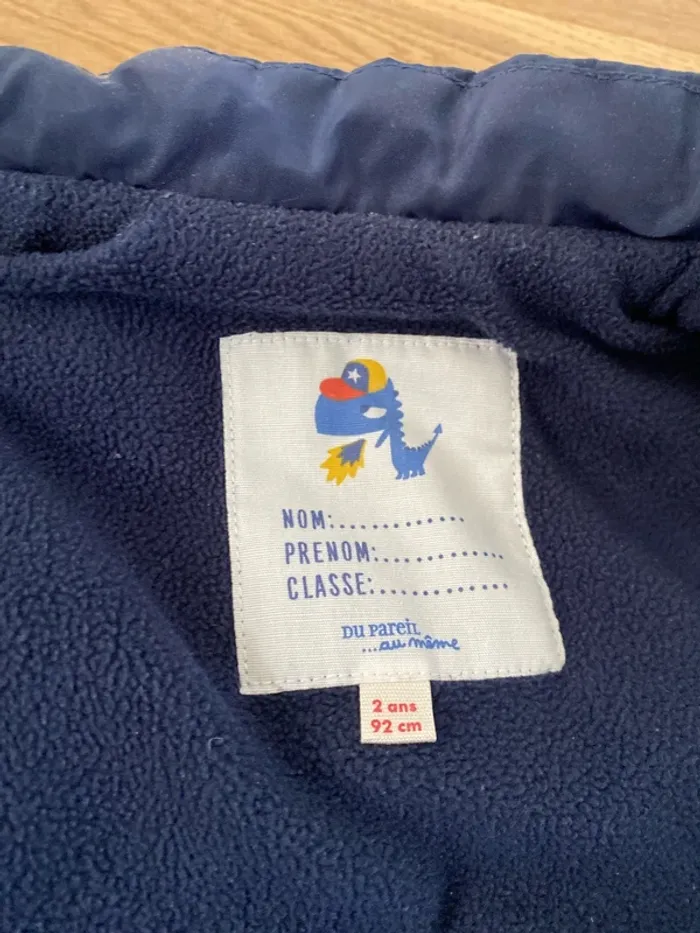 NOM:.............
PRENOM:.............
CLASSE:.............
DU PAREIL
...au même
2 ans
92 cm